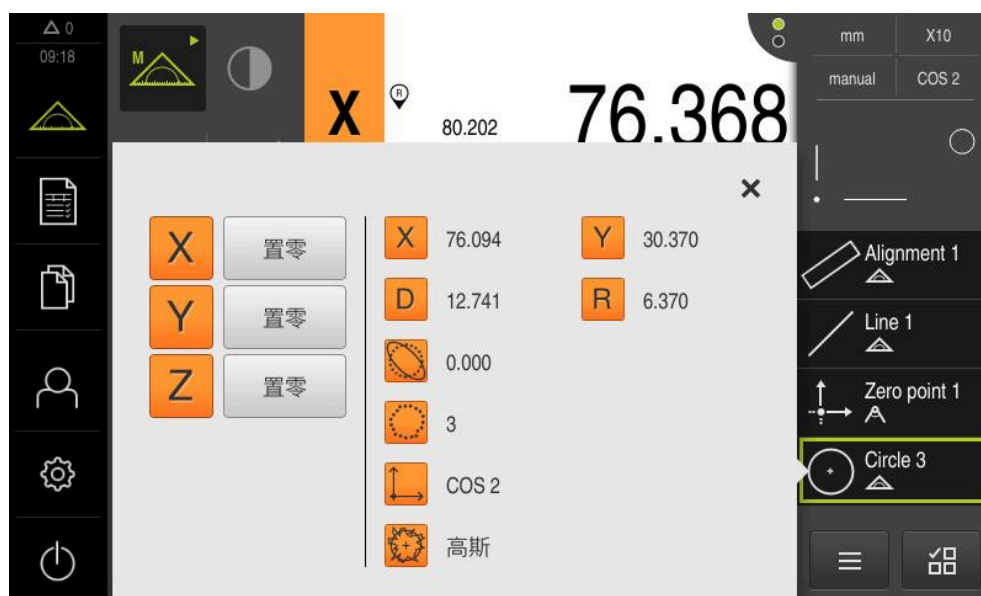 0
09:18
M
X
R
80.202
76.368
mm
X10
manual
COS 2
X
置零
Y
置零
Z
置零
X
76.094
Y
30.370
D
12.741
R
6.370
0.000
3
COS 2
高斯
Alignment 1
Line 1
Zero point 1
Circle 3